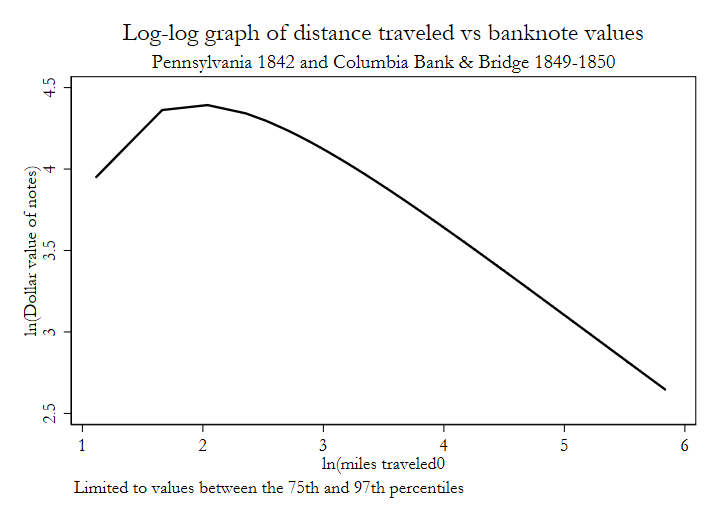 Log-log graph of distance traveled vs banknote values
Pennsylvania 1842 and Columbia Bank & Bridge 1849-1850
ln(Dollar value of notes)
4.5
4
3.5
3
2.5
1 2 3 4 5 6
ln(miles traveled0
Limited to values between the 75th and 97th percentiles